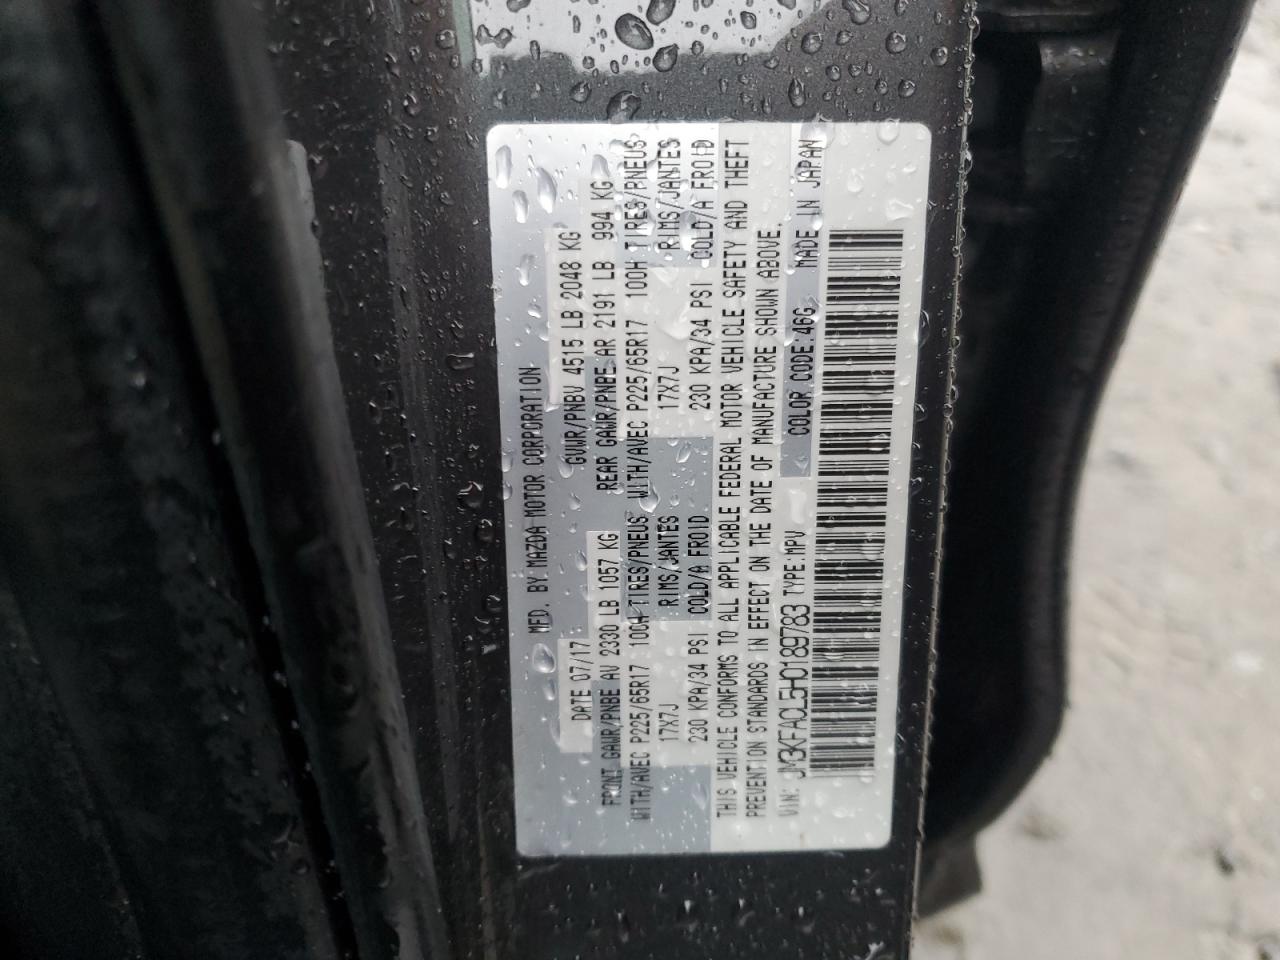 MFD. BY MAZDA MOTOR CORPORATION
DATE 07/17 GVWR/PNBV 4515 LB 2048 KG
FRONT GAWR/PNBE AV 2330 LB 1057 KG REAR GAWR/PNBE AR 2191 LB 994 KG
WITH/AVEC P225/65R17 100H TIRES/PNEUS WITH/AVEC P225/65R17 100H TIRES/PNEUS
17X7J RIMS/JANTES 17X7J RIMS/JANTES
230 KPA/34 PSI COLD/A FROID 230 KPA/34 PSI COLD/A FROID
THIS VEHICLE CONFORMS TO ALL APPLICABLE FEDERAL MOTOR VEHICLE SAFETY AND THEFT
PREVENTION STANDARDS IN EFFECT ON THE DATE OF MANUFACTURE SHOWN ABOVE.
VIN: JM3KFACL5H0189783 TYPE:MPV COLOR CODE:46G MADE IN JAPAN